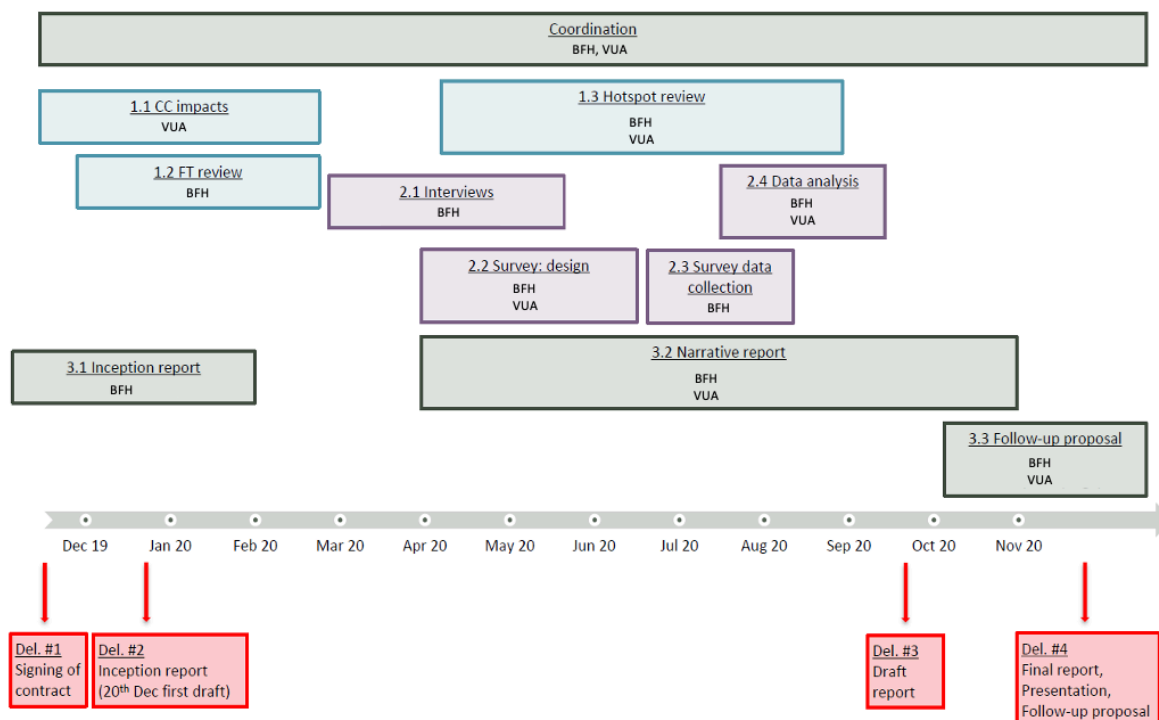 Coordination
BFH, VUA
1.1 CC impacts
VUA
1.3 Hotspot review
BFH
VUA
1.2 FT review
BFH
2.1 Interviews
BFH
2.4 Data analysis
BFH
VUA
2.2 Survey: design
BFH
VUA
2.3 Survey data
collection
BFH
3.1 Inception report
BFH
3.2 Narrative report
BFH
VUA
3.3 Follow-up proposal
BFH
VUA
Dec 19 Jan 20 Feb 20 Mar 20 Apr 20 May 20 Jun 20 Jul 20 Aug 20 Sep 20 Oct 20 Nov 20
Del. #1
Signing of
contract
Del. #2
Inception report
(20th Dec first draft)
Del. #3
Draft
report
Del. #4
Final report,
Presentation,
Follow-up proposal